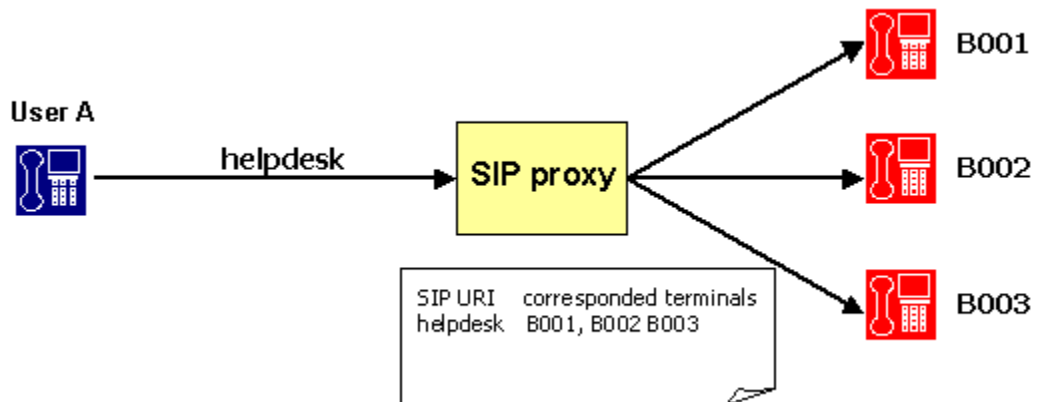 B001
User A
helpdesk
SIP proxy
B002
SIP URI corresponded terminals
helpdesk B001, B002 B003
B003